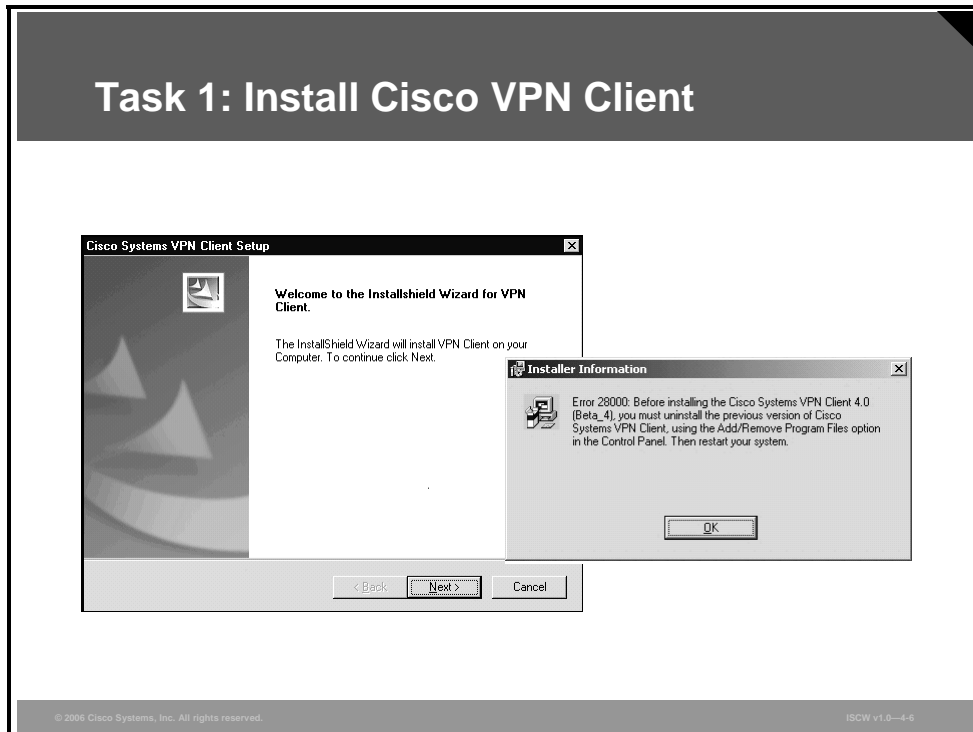 Task 1: Install Cisco VPN Client
Cisco Systems VPN Client Setup
Welcome to the Installshield Wizard for VPN
Client.
The InstallShield Wizard will install VPN Client on your
Computer. To continue click Next.
< Back
Next >
Cancel
Installer Information
Error 28000: Before installing the Cisco Systems VPN Client 4.0
(Beta_4), you must uninstall the previous version of Cisco
Systems VPN Client, using the Add/Remove Program Files option
in the Control Panel. Then restart your system.
OK
© 2006 Cisco Systems, Inc. All rights reserved.
ISCW v1.0—4-6